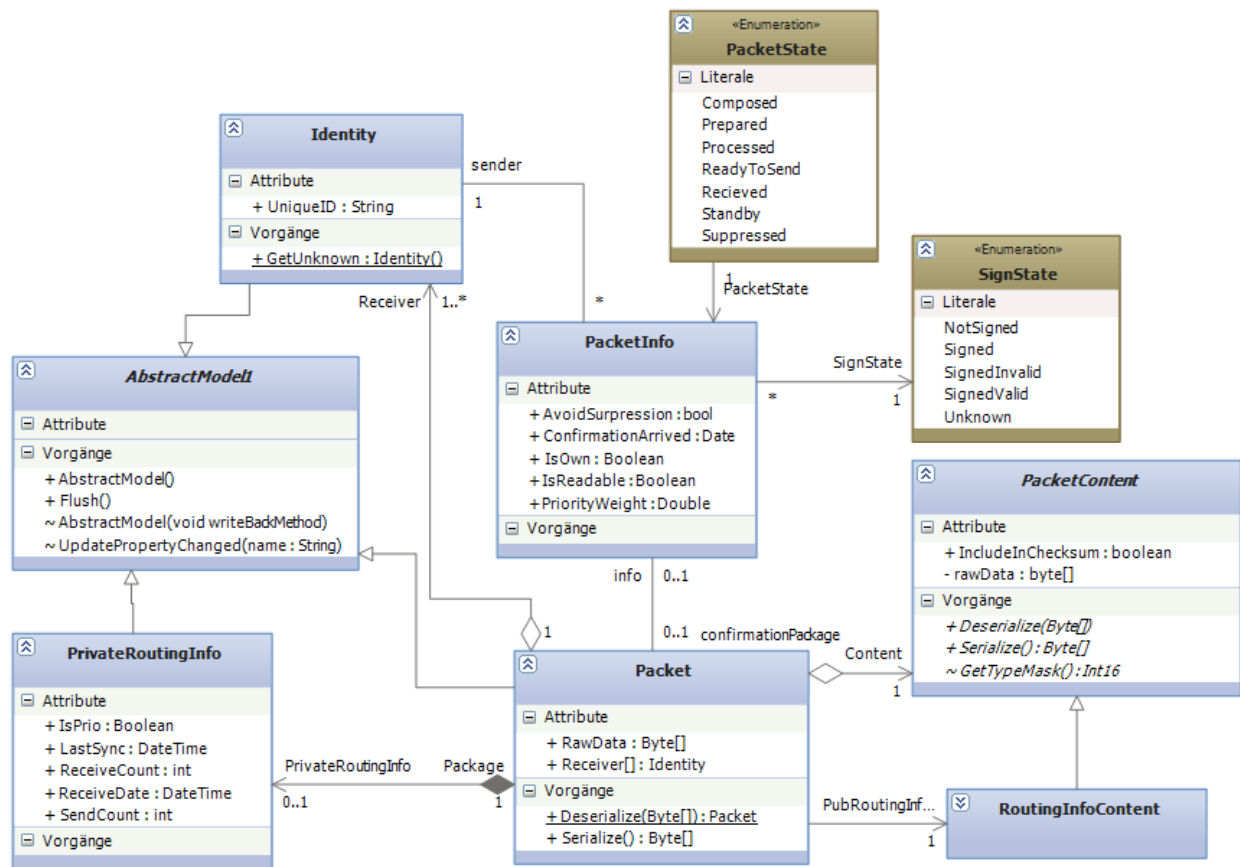 «Enumeration»
PacketState
Literale
Composed
Prepared
Processed
ReadyToSend
Recieved
Standby
Suppressed
Identity
Attribute
+ UniqueID : String
Vorgänge
+ GetUnknown : Identity()
sender
1
*
Receiver
1..*
1
PacketState
«Enumeration»
SignState
Literale
NotSigned
Signed
SignedInvalid
SignedValid
Unknown
AbstractModel1
Attribute
Vorgänge
+ AbstractModel()
+ Flush()
~ AbstractModel(void writeBackMethod)
~ UpdatePropertyChanged(name : String)
PacketInfo
Attribute
+ AvoidSurpression : bool
+ ConfirmationArrived : Date
+ IsOwn : Boolean
+ IsReadable : Boolean
+ PriorityWeight : Double
Vorgänge
SignState
*
1
PacketContent
Attribute
+ IncludeInChecksum : boolean
- rawData : byte[]
Vorgänge
+ Deserialize(Byte[])
+ Serialize() : Byte[]
~ GetTypeMask() : Int16
info
0..1
0..1
confirmationPackage
1
Content
1
PrivateRoutingInfo
Attribute
+ IsPrio : Boolean
+ LastSync : DateTime
+ ReceiveCount : int
+ ReceiveDate : DateTime
+ SendCount : int
Vorgänge
PrivateRoutingInfo
0..1
Package
1
Packet
Attribute
+ RawData : Byte[]
+ Receiver[] : Identity
Vorgänge
+ Deserialize(Byte[]) : Packet
+ Serialize() : Byte[]
PubRoutingInf...
1
RoutingInfoContent